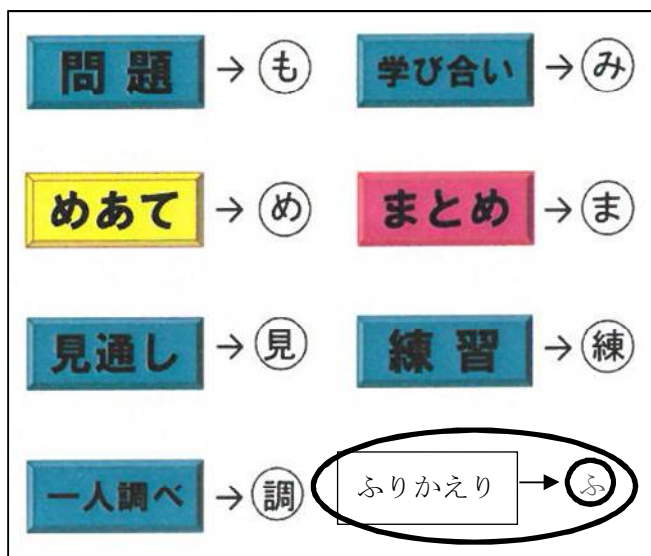 問題 → も
学び合い → み
めあて → め
まとめ → ま
見通し → 見
練習 → 練
一人調べ → 調
ふりかえり → ふ